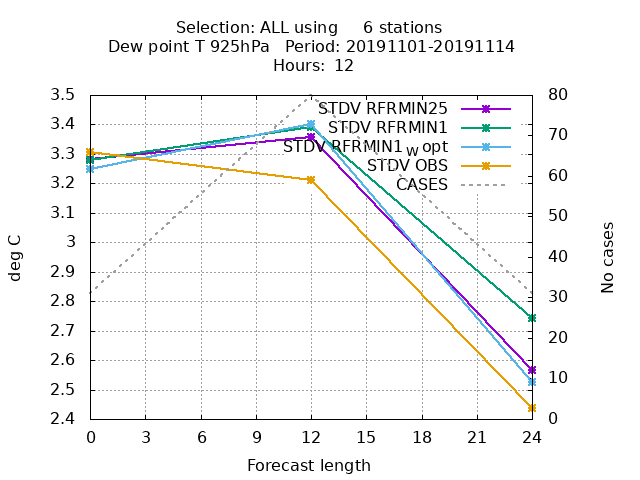 Selection: ALL using     6 stations
Dew point T 925hPa   Period: 20191101-20191114
Hours: 12
STDV RFRMIN25
STDV RFRMIN1
STDV RFRMIN1_W opt
STDV OBS
CASES
3.5
3.4
3.3
3.2
3.1
3
2.9
2.8
2.7
2.6
2.5
2.4
deg C
80
70
60
50
40
30
20
10
0
No cases
0 3 6 9 12 15 18 21 24
Forecast length